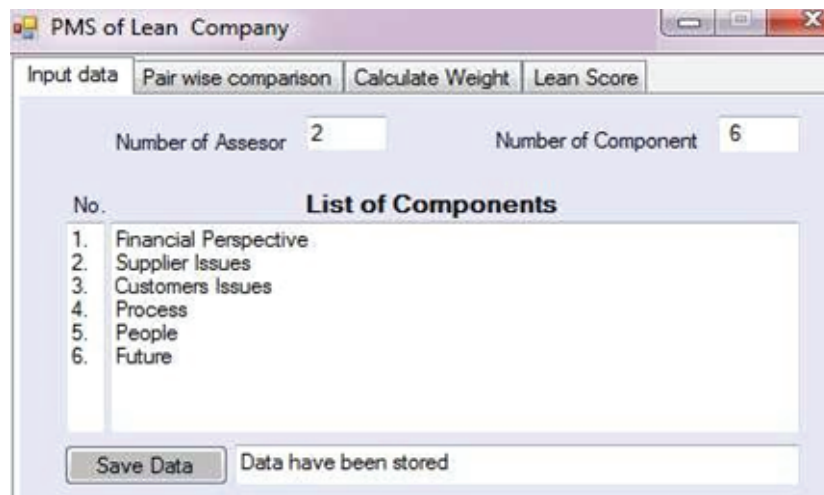 PMS of Lean Company
Input data Pair wise comparison Calculate Weight Lean Score
Number of Assesor 2 Number of Component 6
No. List of Components
1. Financial Perspective
2. Supplier Issues
3. Customers Issues
4. Process
5. People
6. Future
Save Data Data have been stored